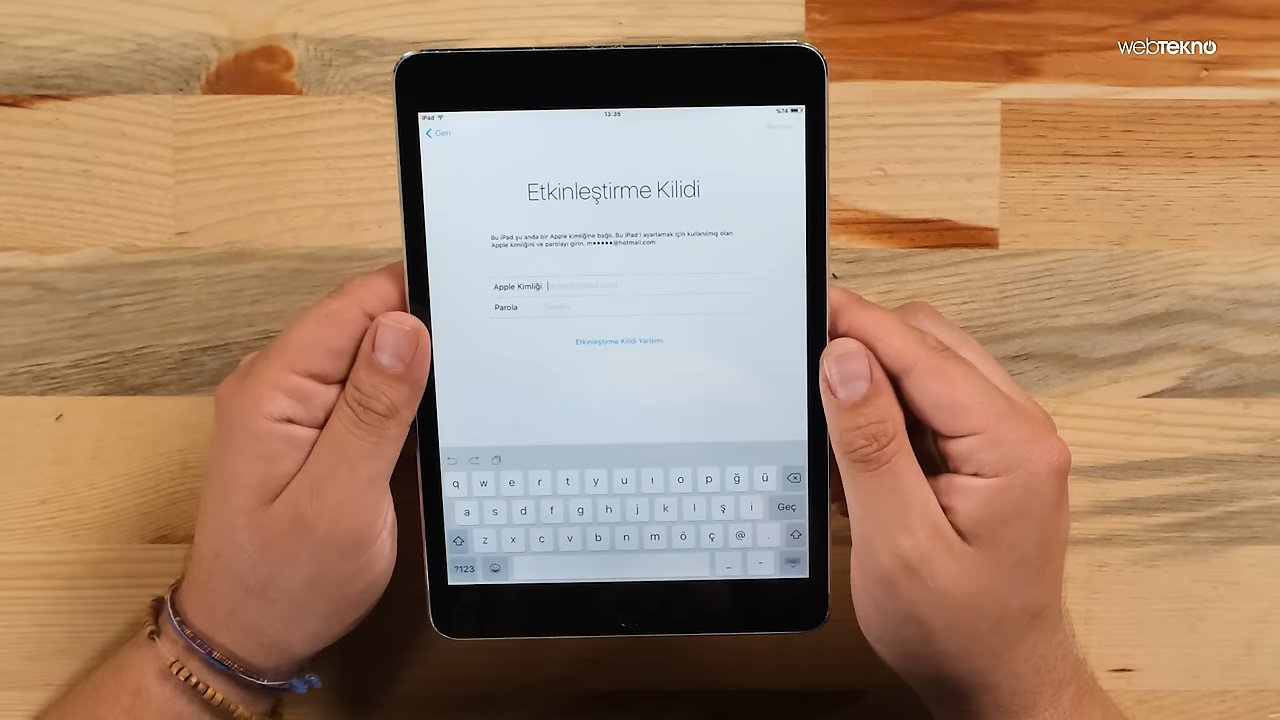 webtekno
iPad 13:35 %74
Geri
Etkinleştirme Kilidi
Bu iPad şu anda bir Apple kimliğine bağlı. Bu iPad'i ayarlamak için kullanılmış olan
Apple kimliğini ve parolayı girin. m●●●●●@hotmail.com
Apple Kimliği
Parola
Etkinleştirme Kilidi Yardımı
q w e r t y u ı o p ğ ü
a s d f g h j k l ş i Geç
z x c v b n m ö ç @ .
?123 _ -